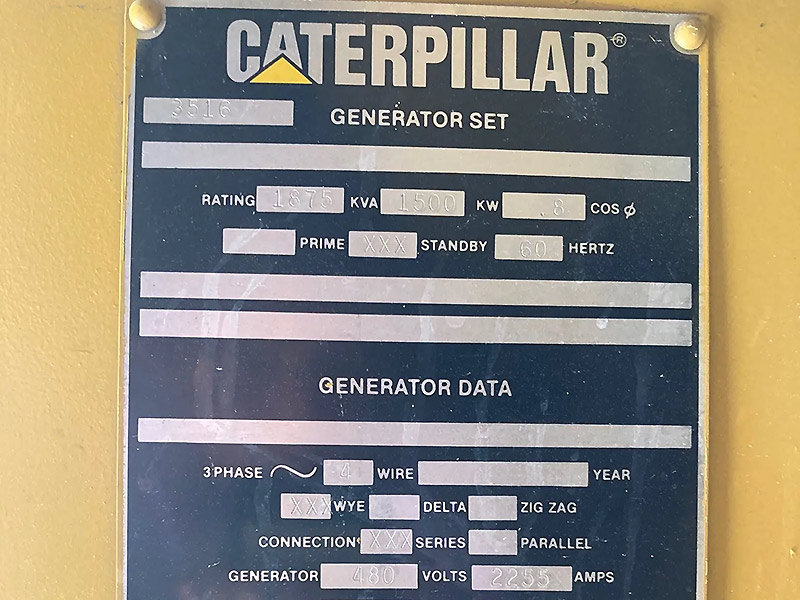 CATERPILLAR®
3516 GENERATOR SET
RATING 1875 KVA 1500 KW .8 COS ϕ
PRIME XXX STANDBY 60 HERTZ
GENERATOR DATA
3 PHASE 4 WIRE YEAR
XXX WYE DELTA ZIG ZAG
CONNECTION XXX SERIES PARALLEL
GENERATOR 480 VOLTS 2255 AMPS